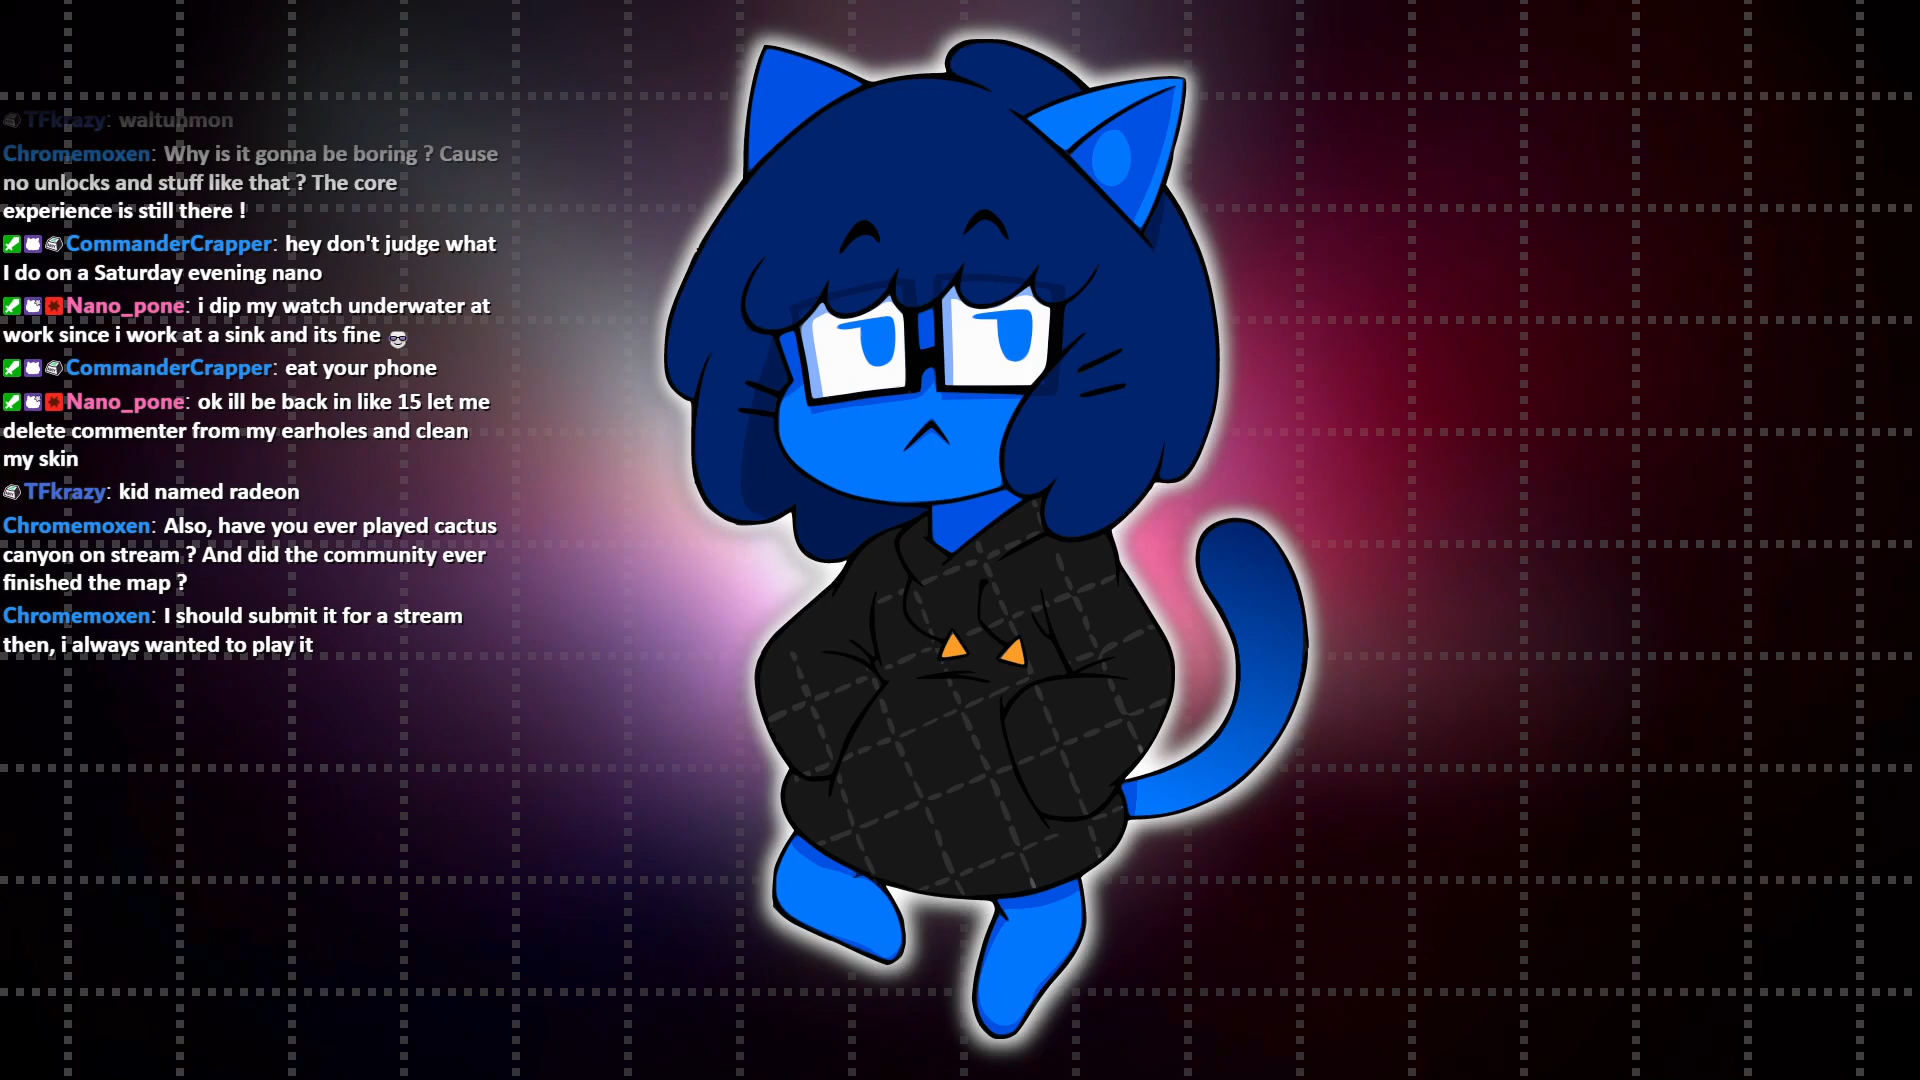 TFkrazy: waltuhmon
Chromemoxen: Why is it gonna be boring ? Cause
no unlocks and stuff like that ? The core
experience is still there !
CommanderCrapper: hey don't judge what
I do on a Saturday evening nano
Nano_pone: i dip my watch underwater at
work since i work at a sink and its fine
CommanderCrapper: eat your phone
Nano_pone: ok ill be back in like 15 let me
delete commenter from my earholes and clean
my skin
TFkrazy: kid named radeon
Chromemoxen: Also, have you ever played cactus
canyon on stream ? And did the community ever
finished the map ?
Chromemoxen: I should submit it for a stream
then, i always wanted to play it